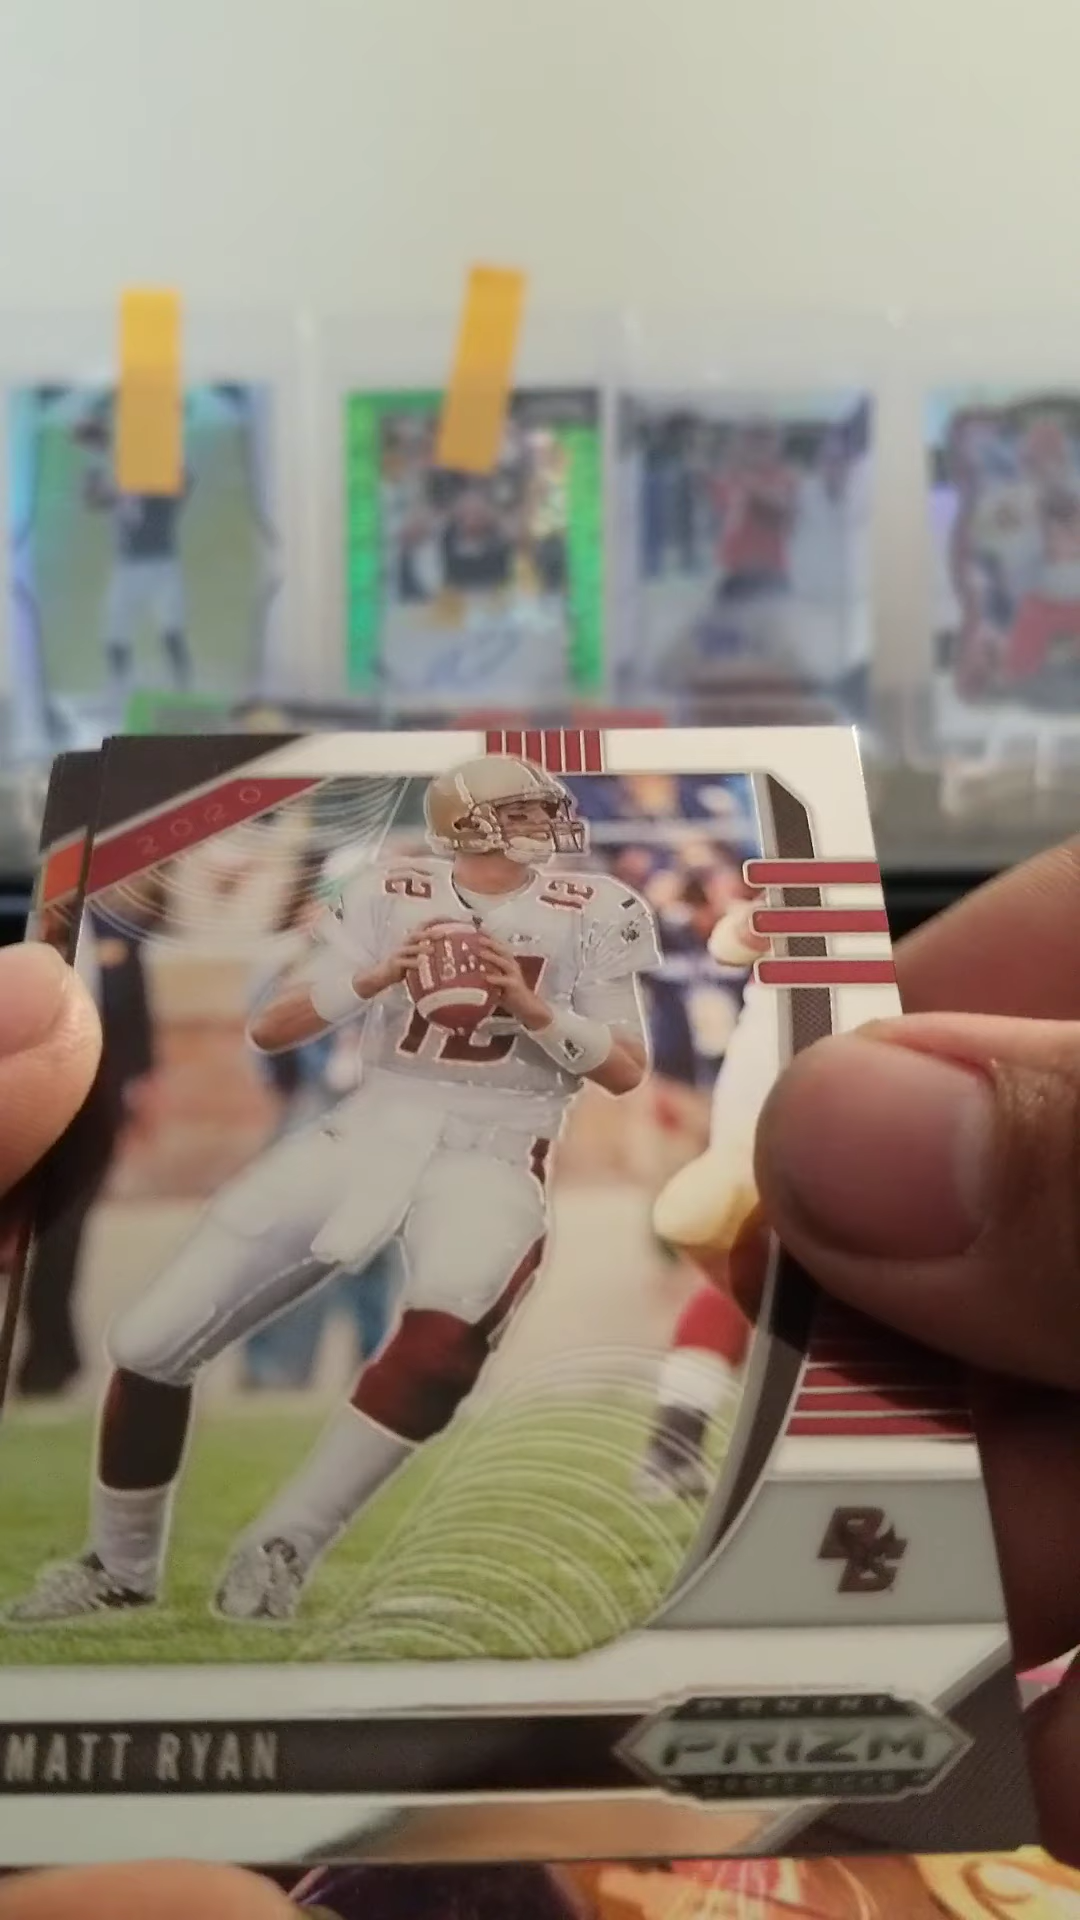 2020
12 12
12
BC
MATT RYAN
PANINI
PRIZM
DRAFT PICKS